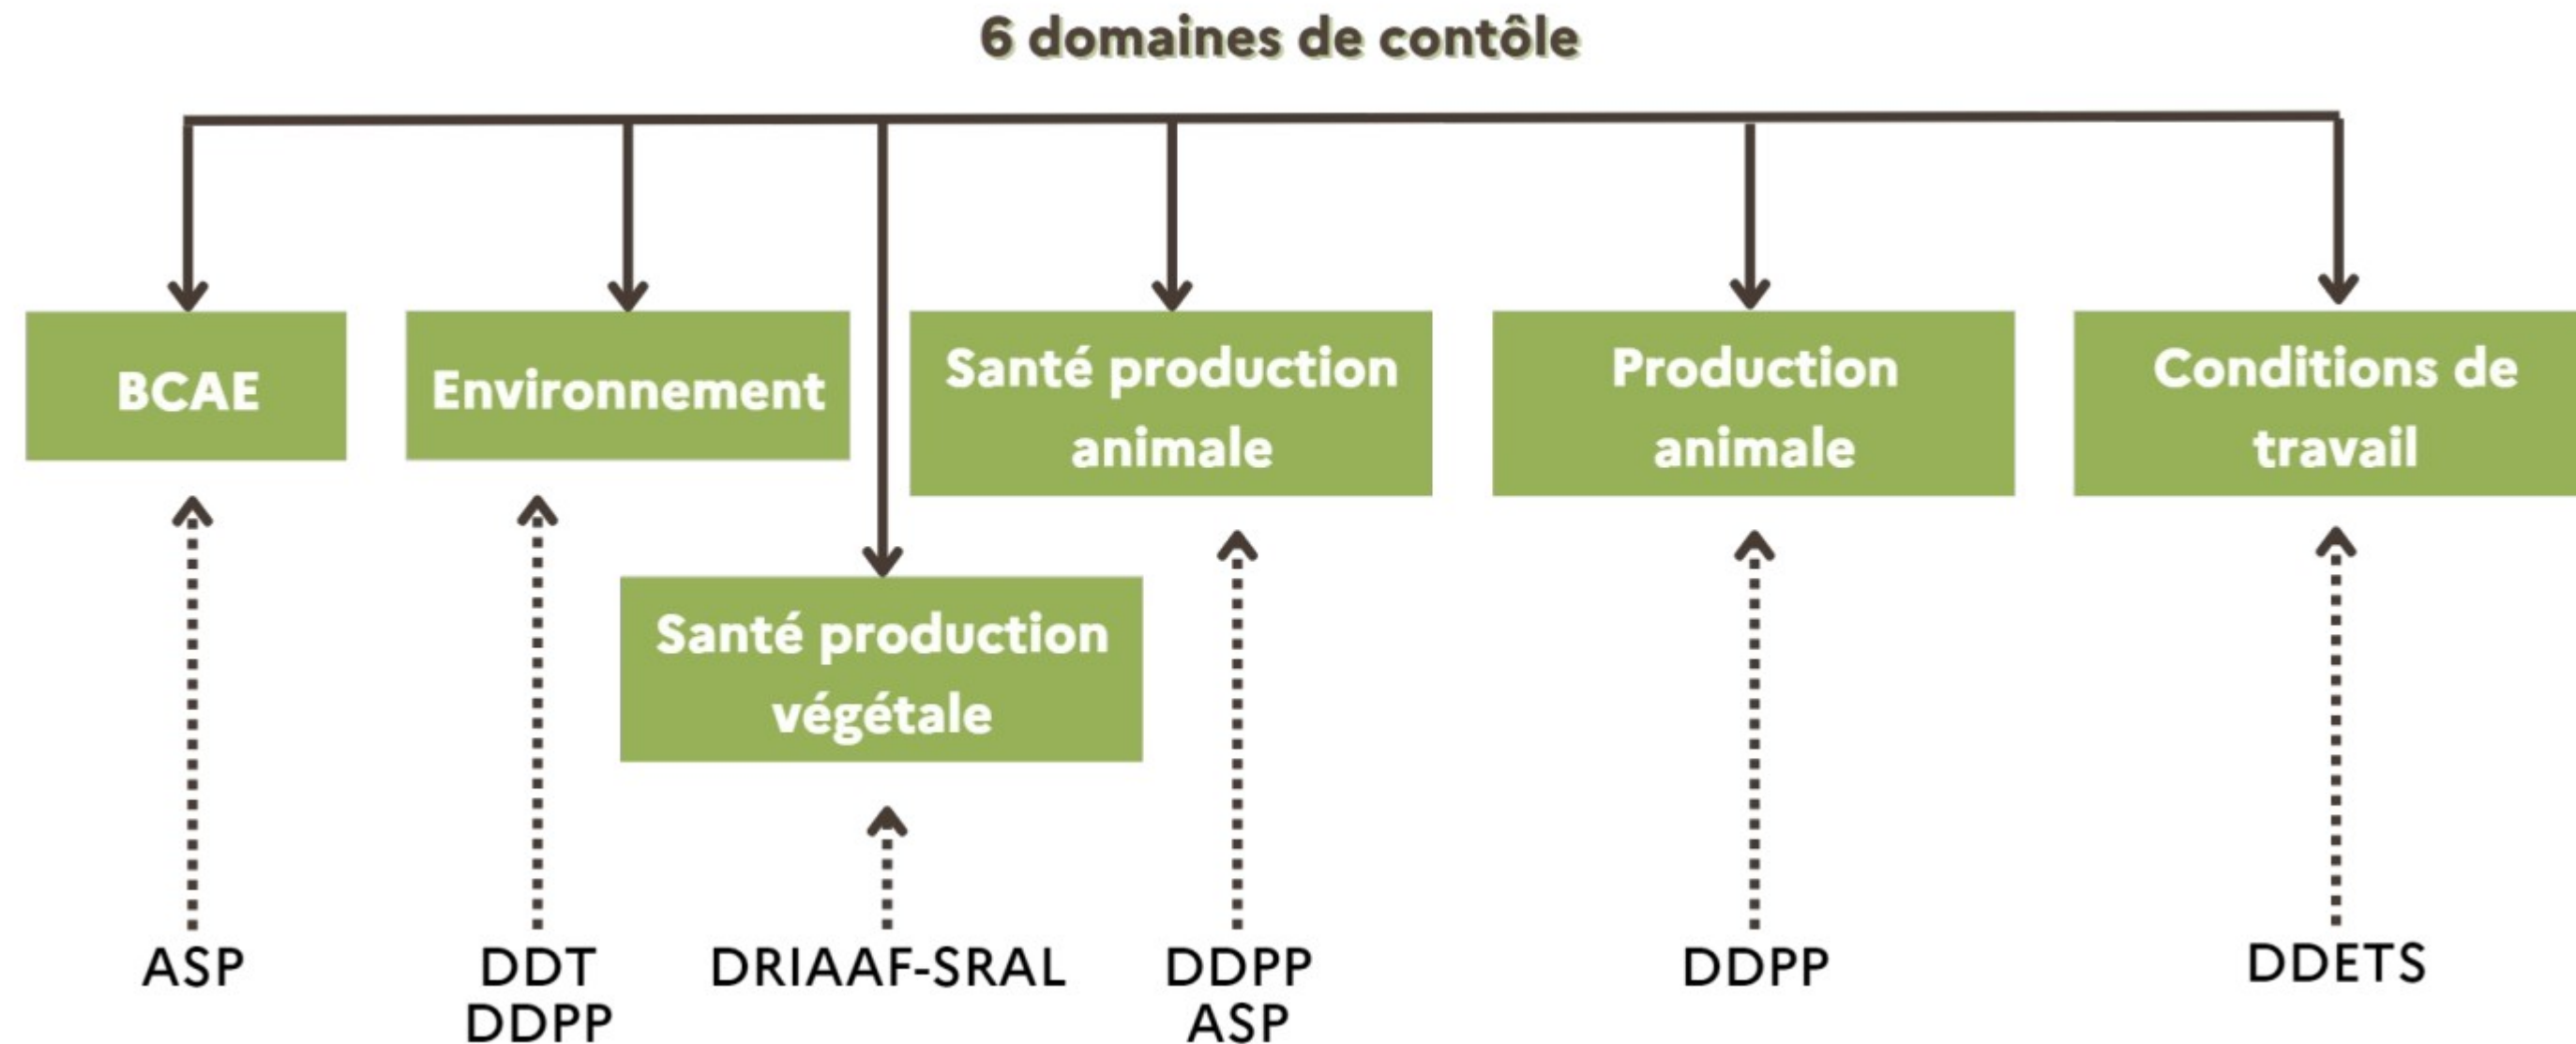 6 domaines de contôle
BCAE
Environnement
Santé production
animale
Production
animale
Conditions de
travail
Santé production
végétale
ASP
DDT
DDPP
DRIAAF-SRAL
DDPP
ASP
DDPP
DDETS